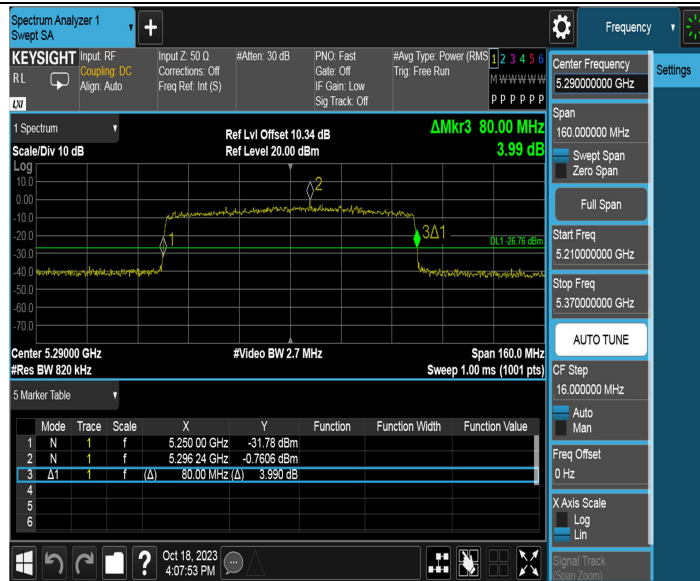 Spectrum Analyzer 1
Swept SA
Frequency
KEYSIGHT
RL
LXI
Input: RF
Coupling: DC
Align: Auto
Input Z: 50 Ω
Corrections: Off
Freq Ref: Int (S)
#Atten: 30 dB
PNO: Fast
Gate: Off
IF Gain: Low
Sig Track: Off
#Avg Type: Power (RMS
Trig: Free Run
1 2 3 4 5 6
M W W W W W
P P P P P P
1 Spectrum
Scale/Div 10 dB
Ref Lvl Offset 10.34 dB
Ref Level 20.00 dBm
ΔMkr3 80.00 MHz
3.99 dB
Log
10.0
0.00
-10.0
-20.0
-30.0
-40.0
-50.0
-60.0
-70.0
1
2
3Δ1
DL1 -26.76 dBm
Center 5.29000 GHz
#Res BW 820 kHz
#Video BW 2.7 MHz
Span 160.0 MHz
Sweep 1.00 ms (1001 pts)
5 Marker Table
Mode Trace Scale X Y Function Function Width Function Value
1 N 1 f 5.250 00 GHz -31.78 dBm
2 N 1 f 5.296 24 GHz -0.7606 dBm
3 Δ1 1 f (Δ) 80.00 MHz (Δ) 3.990 dB
4
5
6
Oct 18, 2023
4:07:53 PM
Center Frequency
5.290000000 GHz
Settings
Span
160.000000 MHz
Swept Span
Zero Span
Full Span
Start Freq
5.210000000 GHz
Stop Freq
5.370000000 GHz
AUTO TUNE
CF Step
16.000000 MHz
Auto
Man
Freq Offset
0 Hz
X Axis Scale
Log
Lin
Signal Track
(Span Zoom)